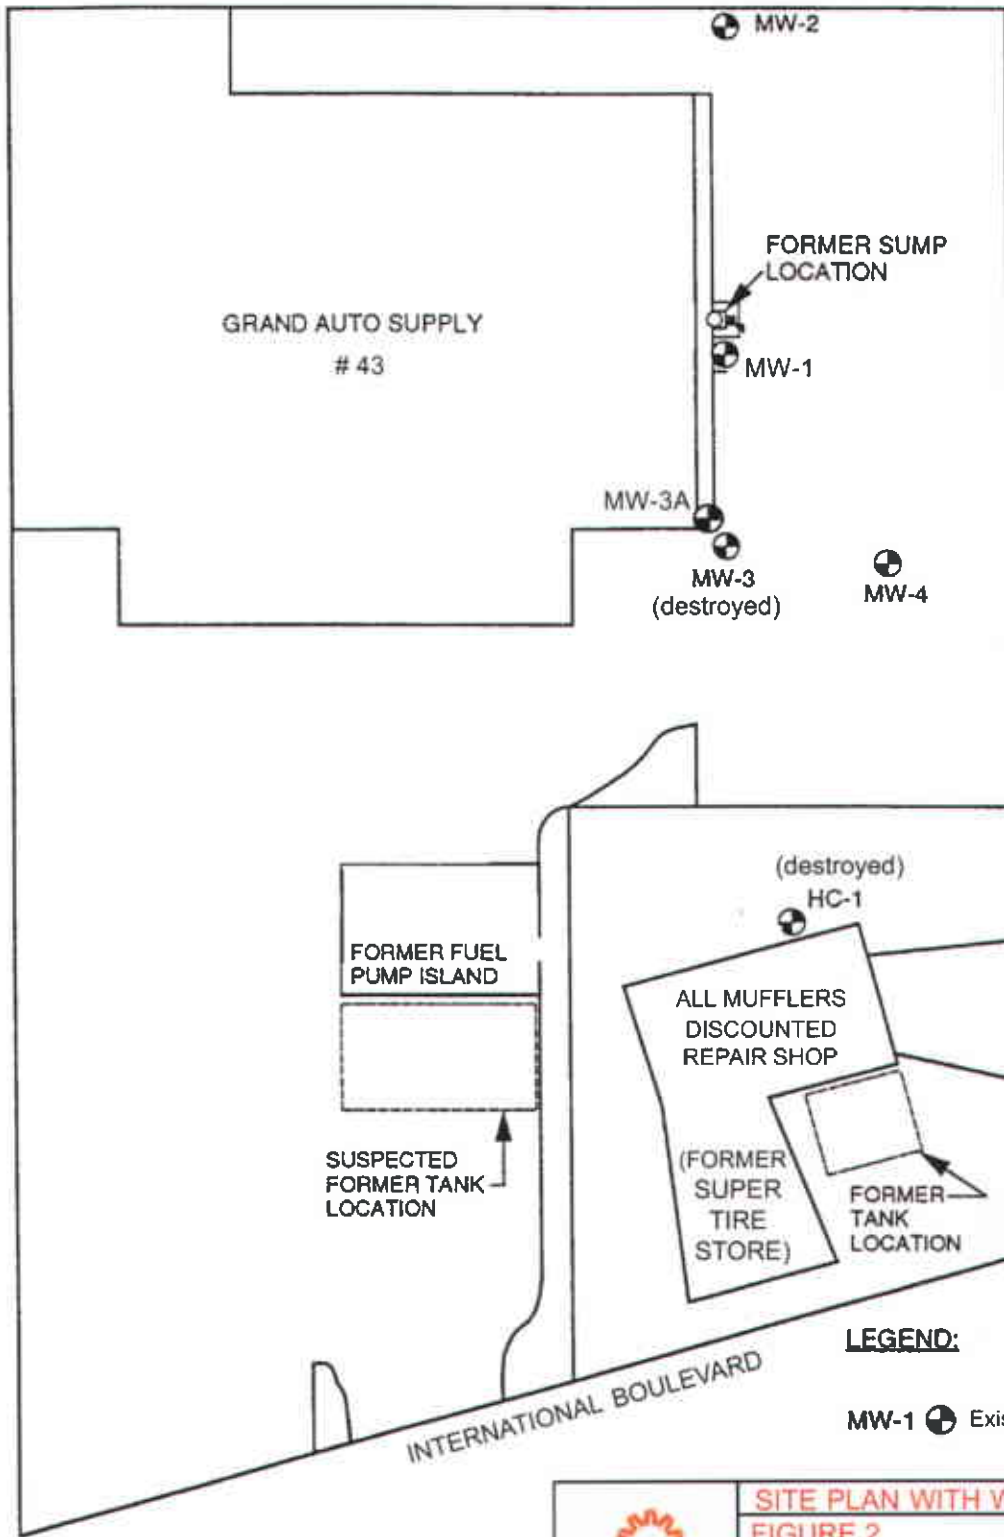 MW-2
FORMER SUMP
LOCATION
GRAND AUTO SUPPLY
# 43
MW-1
MW-3A
MW-3
(destroyed)
MW-4
(destroyed)
HC-1
FORMER FUEL
PUMP ISLAND
ALL MUFFLERS
DISCOUNTED
REPAIR SHOP
SUSPECTED
FORMER TANK
LOCATION
(FORMER
SUPER
TIRE
STORE)
FORMER
TANK
LOCATION
LEGEND:
INTERNATIONAL BOULEVARD
MW-1
SITE PLAN WITH
FIGURE 2